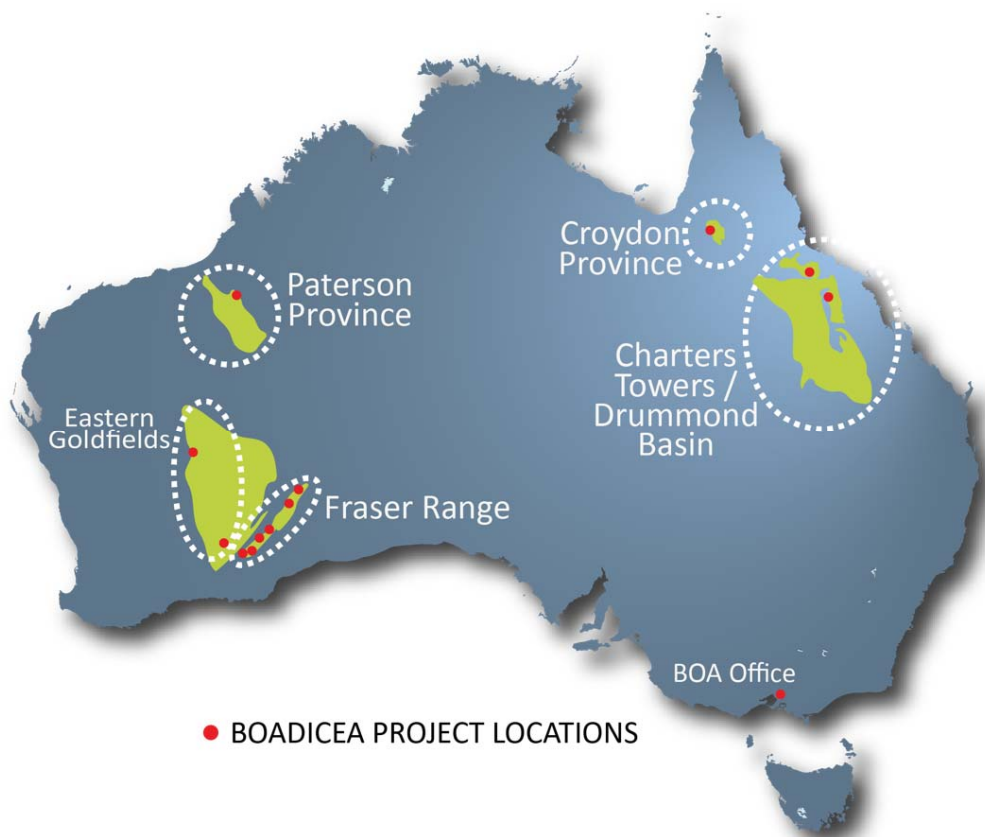 Croydon
Province
Paterson
Province
Charters
Towers /
Drummond
Basin
Eastern
Goldfields
Fraser Range
BOA Office
BOADICEA PROJECT LOCATIONS